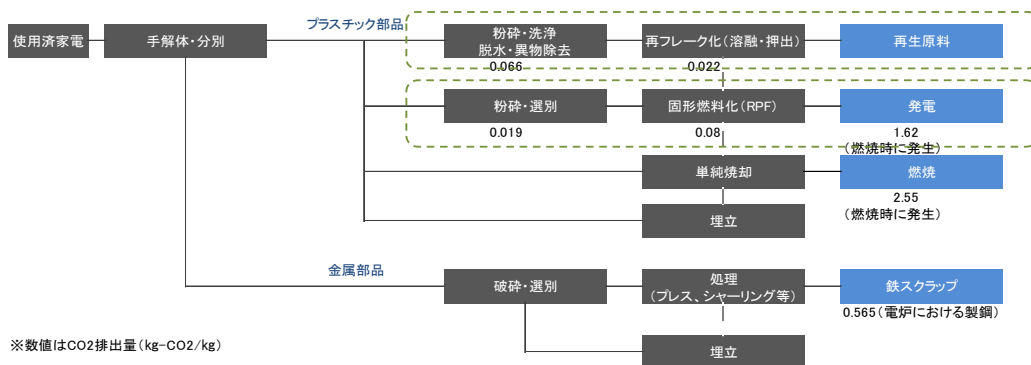 プラスチック部品
使用済家電
手解体・分別
粉砕・洗浄
脱水・異物除去
再フレーク化(溶融・押出)
再生原料
0.066
0.022
粉砕・選別
固形燃料化(RPF)
発電
0.019
0.08
1.62
(燃焼時に発生)
単純焼却
燃焼
2.55
(燃焼時に発生)
埋立
金属部品
破砕・選別
処理
(プレス、シャーリング等)
鉄スクラップ
0.565(電炉における製鋼)
※数値はCO2排出量(kg-CO2/kg)
埋立